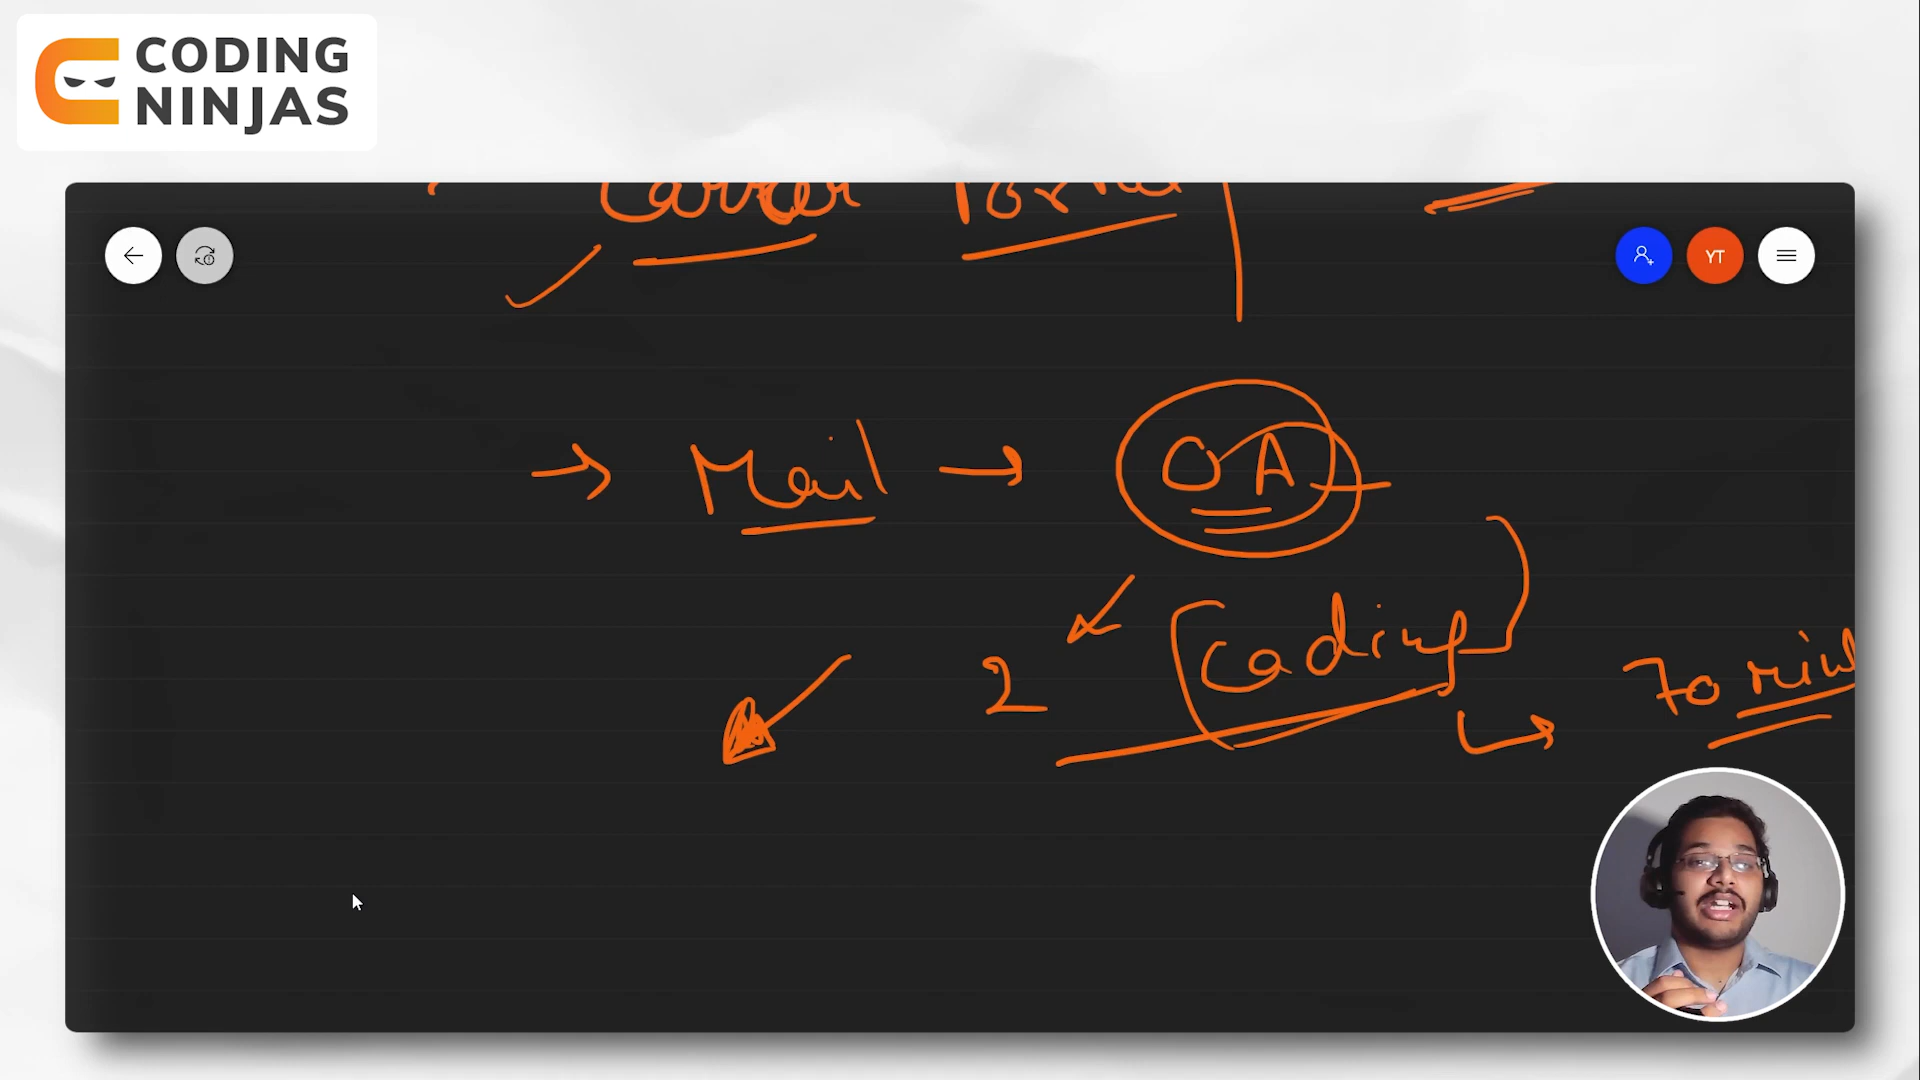 CODING
NINJAS
Career Portal
YT
→ Mail → OA
2 Coding
70 min